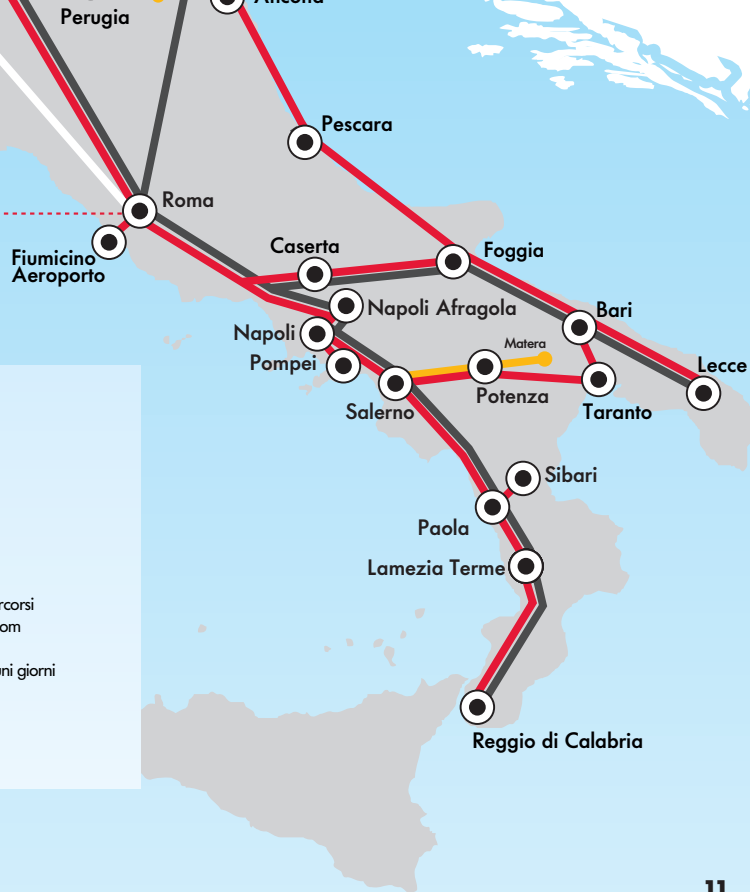 Ancona
Perugia
Pescara
Roma
Fiumicino
Aeroporto
Caserta
Foggia
Napoli Afragola
Bari
Napoli
Matera
Pompei
Lecce
Salerno
Potenza
Taranto
Sibari
Paola
Lamezia Terme
rcorsi
om
ni giorni
Reggio di Calabria
11